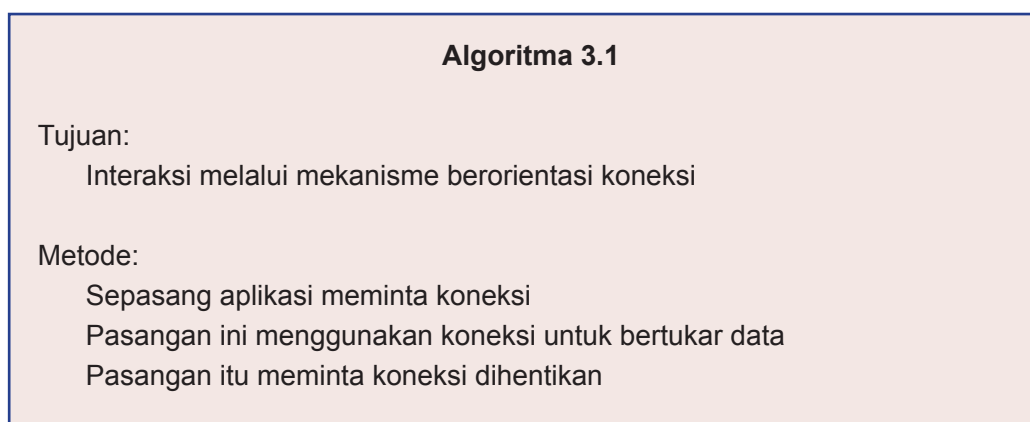 Algoritma 3.1
Tujuan:
Interaksi melalui mekanisme berorientasi koneksi
Metode:
Sepasang aplikasi meminta koneksi
Pasangan ini menggunakan koneksi untuk bertukar data
Pasangan itu meminta koneksi dihentikan